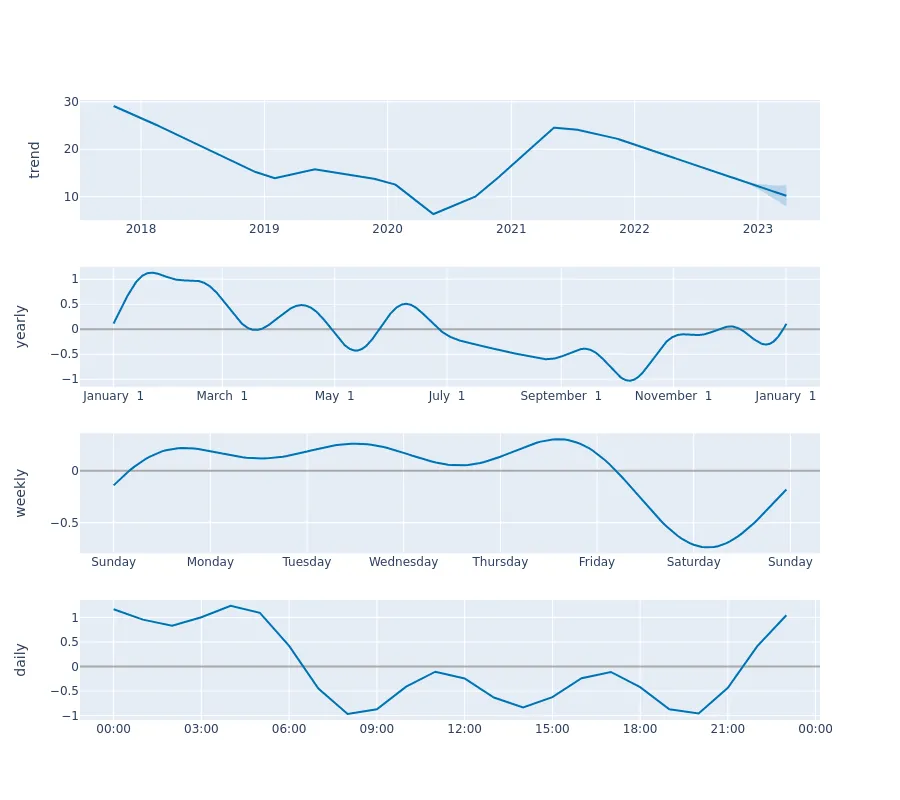 trend
30
20
10
2018 2019 2020 2021 2022 2023
yearly
1
0.5
0
−0.5
−1
January 1 March 1 May 1 July 1 September 1 November 1 January 1
weekly
0
−0.5
Sunday Monday Tuesday Wednesday Thursday Friday Saturday Sunday
daily
1
0.5
0
−0.5
−1
00:00 03:00 06:00 09:00 12:00 15:00 18:00 21:00 00:00